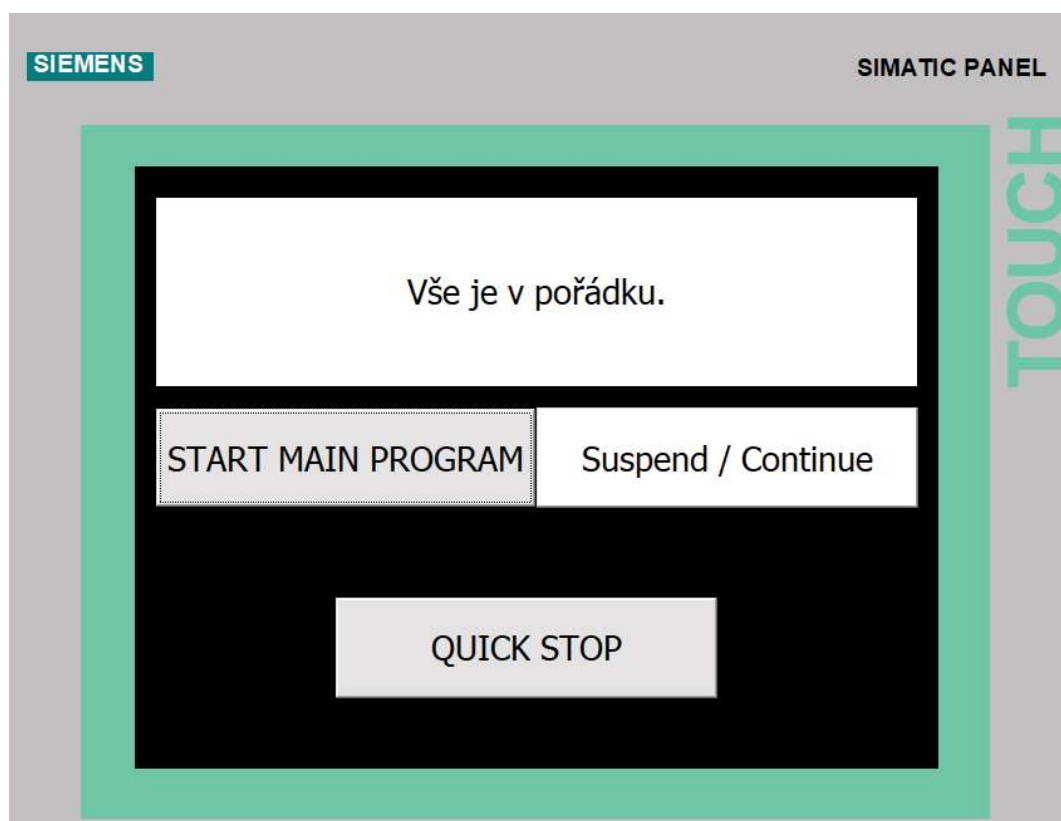 SIEMENS
SIMATIC PANEL
TOUCH
Vše je v pořádku.
START MAIN PROGRAM
Suspend / Continue
QUICK STOP